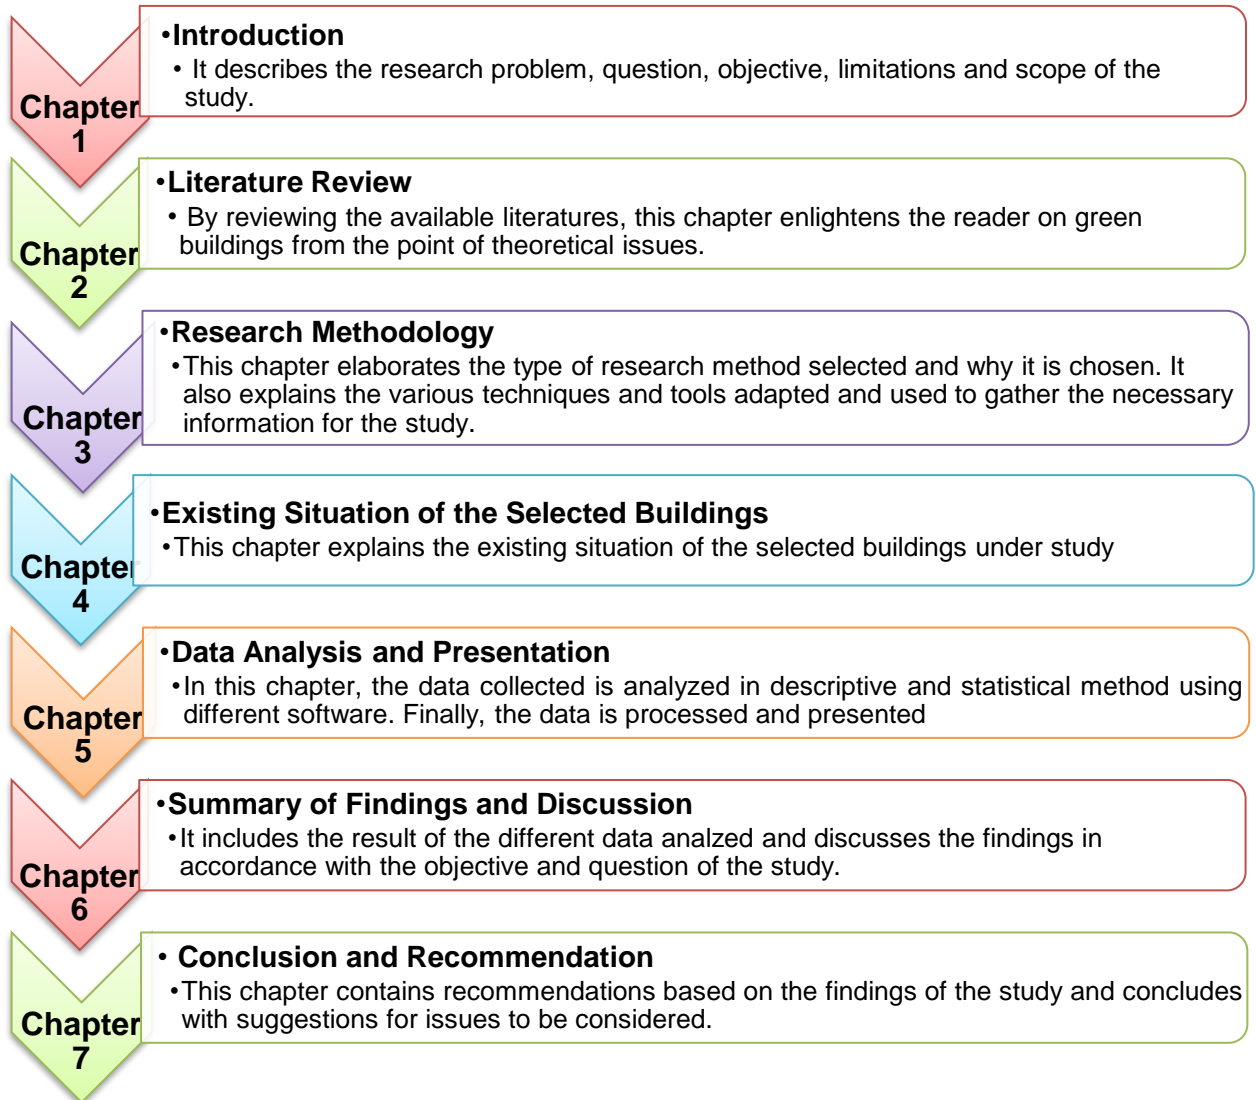 Chapter
1
•Introduction
• It describes the research problem, question, objective, limitations and scope of the
study.
Chapter
2
•Literature Review
• By reviewing the available literatures, this chapter enlightens the reader on green
buildings from the point of theoretical issues.
Chapter
3
•Research Methodology
•This chapter elaborates the type of research method selected and why it is chosen. It
also explains the various techniques and tools adapted and used to gather the necessary
information for the study.
Chapter
4
•Existing Situation of the Selected Buildings
•This chapter explains the existing situation of the selected buildings under study
Chapter
5
•Data Analysis and Presentation
•In this chapter, the data collected is analyzed in descriptive and statistical method using
different software. Finally, the data is processed and presented
Chapter
6
•Summary of Findings and Discussion
•It includes the result of the different data analzed and discusses the findings in
accordance with the objective and question of the study.
Chapter
7
• Conclusion and Recommendation
•This chapter contains recommendations based on the findings of the study and concludes
with suggestions for issues to be considered.